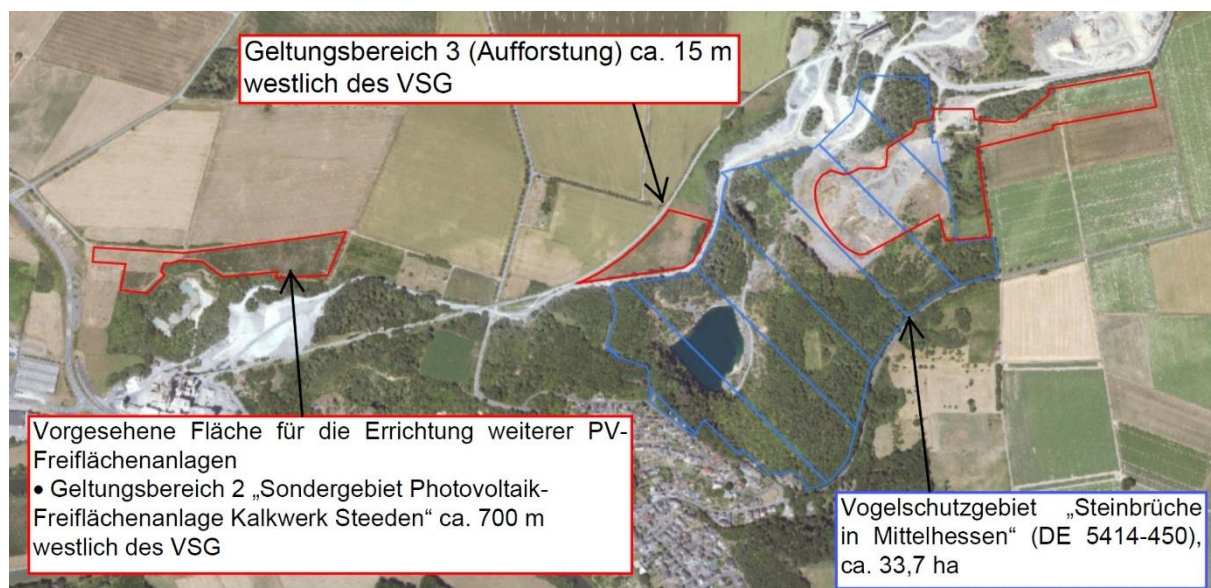 Geltungsbereich 3 (Aufforstung) ca. 15 m
westlich des VSG
Vorgesehene Fläche für die Errichtung weiterer PV-
Freiflächenanlagen
• Geltungsbereich 2 „Sondergebiet Photovoltaik-
Freiflächenanlage Kalkwerk Steeden“ ca. 700 m
westlich des VSG
Vogelschutzgebiet „Steinbrüche
in Mittelhessen“ (DE 5414-450),
ca. 33,7 ha